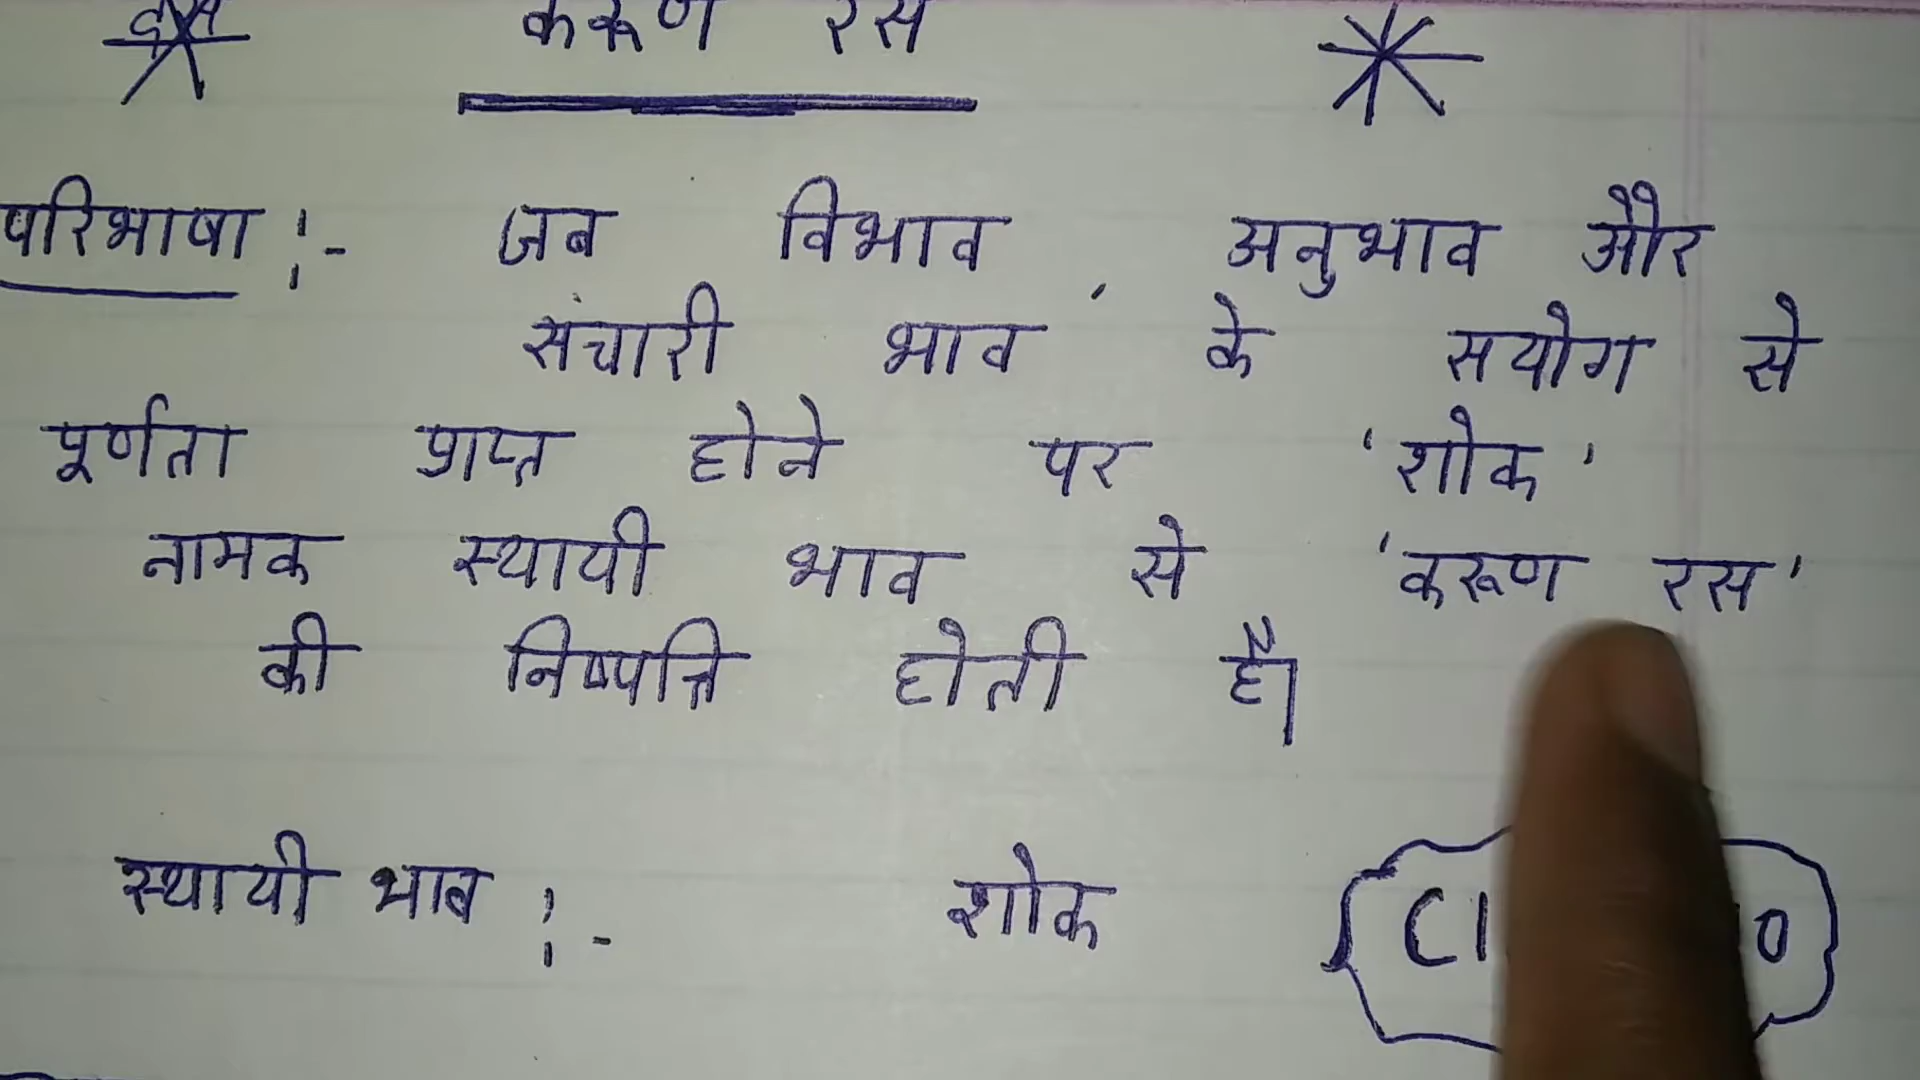 करूण रस
परिभाषा :- जब विभाव, अनुभाव और
संचारी भाव के सयोग से
पूर्णता प्राप्त होने पर 'शोक'
नामक स्थायी भाव से 'करूण रस'
की निष्पत्ति होती है।
स्थायी भाव :- शोक